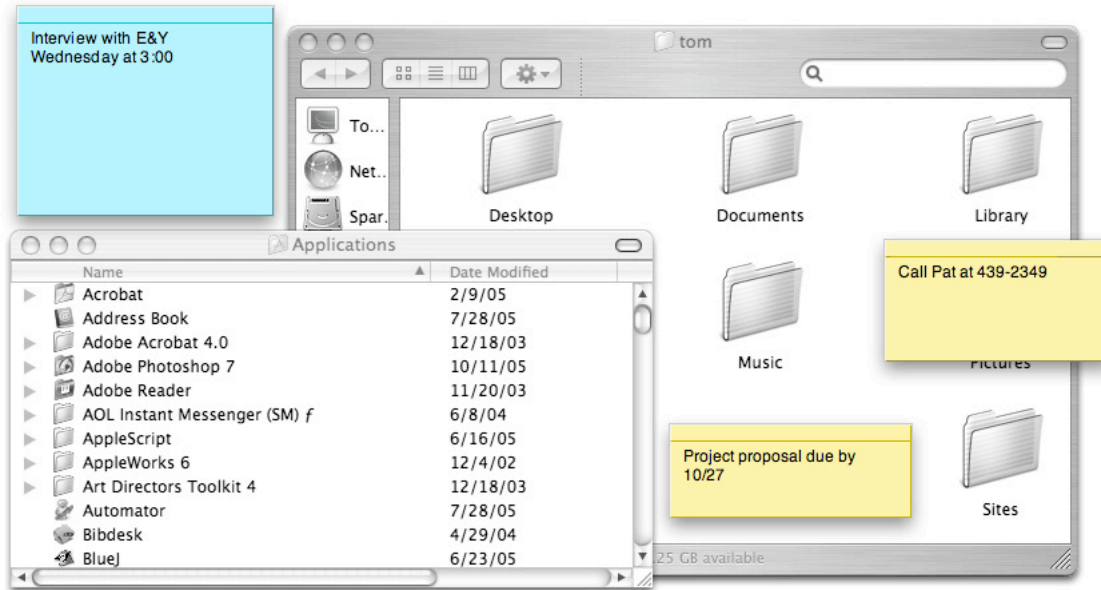 Interview with E&Y
Wednesday at 3:00
tom
To...
Net..
Spar.
Desktop
Documents
Library
Applications
Name
Date Modified
Acrobat 2/9/05
Address Book 7/28/05
Adobe Acrobat 4.0 12/18/03
Adobe Photoshop 7 10/11/05
Adobe Reader 11/20/03
AOL Instant Messenger (SM) ƒ 6/8/04
AppleScript 6/16/05
AppleWorks 6 12/4/02
Art Directors Toolkit 4 12/18/03
Automator 7/28/05
Bibdesk 4/29/04
BlueJ 6/23/05
Call Pat at 439-2349
Music
Pictures
Project proposal due by
10/27
Sites
.25 GB available